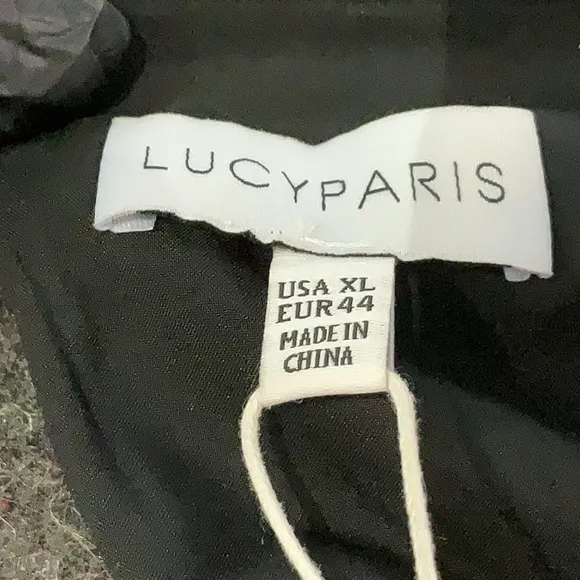 LUCYPARIS
USA XL
EUR 44
MADE IN
CHINA